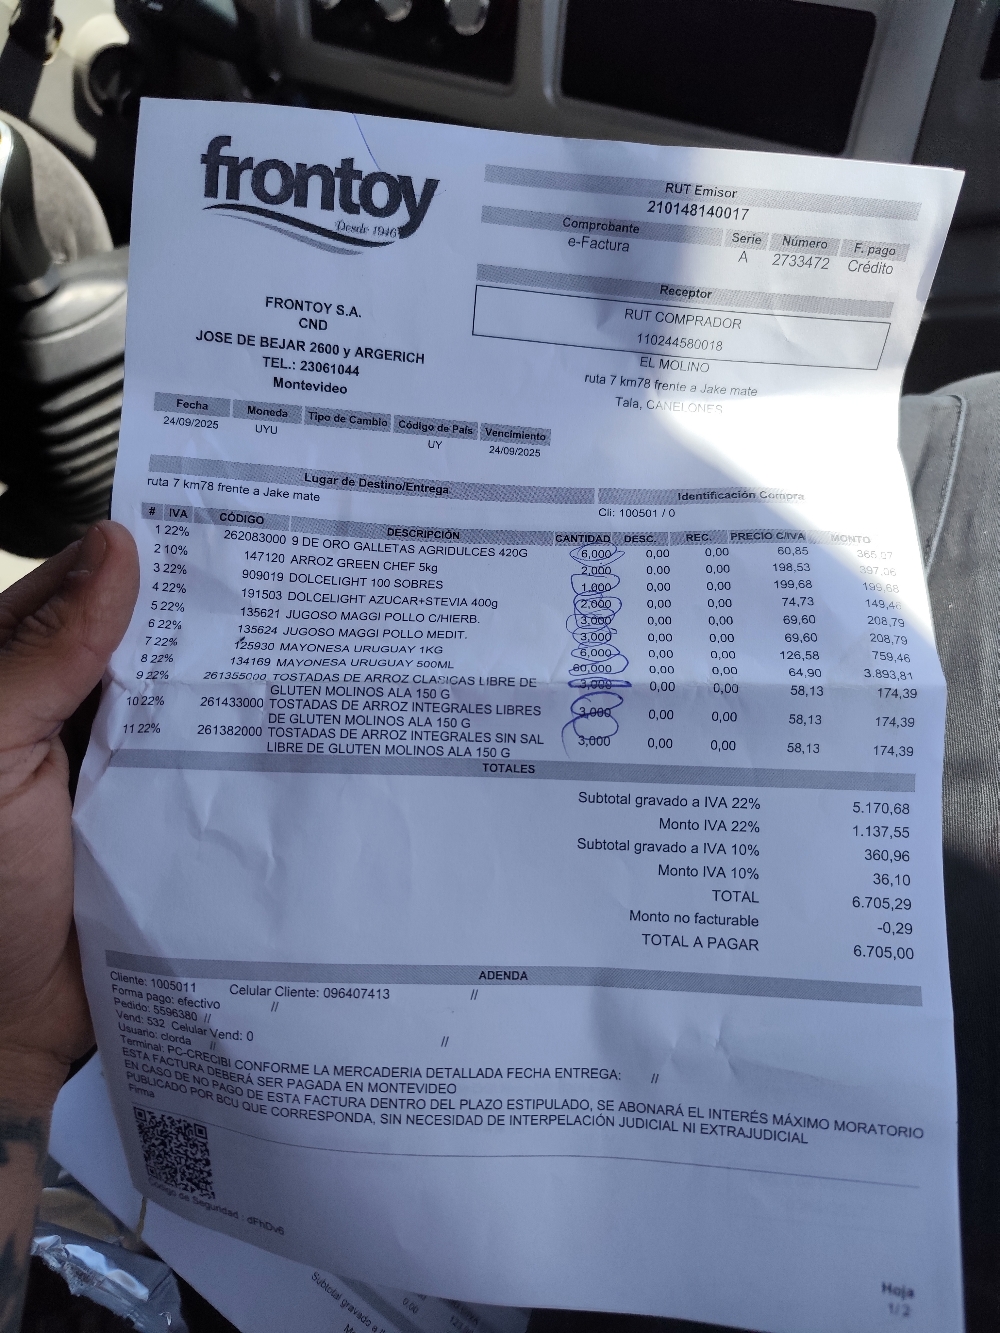 frontoy
Desde 1946
RUT Emisor
210148140017
Comprobante Serie Número F. pago
e-Factura A 2733472 Crédito
Receptor
RUT COMPRADOR
110244580018
EL MOLINO
ruta 7 km78 frente a Jake mate
Tala, CANELONES
FRONTOY S.A.
CND
JOSE DE BEJAR 2600 y ARGERICH
TEL.: 23061044
Montevideo
Fecha Moneda Tipo de Cambio Código de País Vencimiento
24/09/2025 UYU UY 24/09/2025
Lugar de Destino/Entrega Identificación Compra
ruta 7 km78 frente a Jake mate Cli: 100501 / 0
# IVA CÓDIGO DESCRIPCIÓN CANTIDAD DESC. REC. PRECIO C/IVA MONTO
1 22% 262083000 9 DE ORO GALLETAS AGRIDULCES 420G 6,000 0,00 0,00 60,85 365,07
2 10% 147120 ARROZ GREEN CHEF 5kg 2,000 0,00 0,00 198,53 397,06
3 22% 909019 DOLCELIGHT 100 SOBRES 1,000 0,00 0,00 199,68 199,68
4 22% 191503 DOLCELIGHT AZUCAR+STEVIA 400g 2,000 0,00 0,00 74,73 149,46
5 22% 135621 JUGOSO MAGGI POLLO C/HIERB. 3,000 0,00 0,00 69,60 208,79
6 22% 135624 JUGOSO MAGGI POLLO MEDIT. 3,000 0,00 0,00 69,60 208,79
7 22% 125930 MAYONESA URUGUAY 1KG 6,000 0,00 0,00 126,58 759,46
8 22% 134169 MAYONESA URUGUAY 500ML 60,000 0,00 0,00 64,90 3.893,81
9 22% 261355000 TOSTADAS DE ARROZ CLASICAS LIBRE DE 3,000 0,00 0,00 58,13 174,39
GLUTEN MOLINOS ALA 150 G
10 22% 261433000 TOSTADAS DE ARROZ INTEGRALES LIBRES 3,000 0,00 0,00 58,13 174,39
DE GLUTEN MOLINOS ALA 150 G
11 22% 261382000 TOSTADAS DE ARROZ INTEGRALES SIN SAL 3,000 0,00 0,00 58,13 174,39
LIBRE DE GLUTEN MOLINOS ALA 150 G
TOTALES
Subtotal gravado a IVA 22% 5.170,68
Monto IVA 22% 1.137,55
Subtotal gravado a IVA 10% 360,96
Monto IVA 10% 36,10
TOTAL 6.705,29
Monto no facturable -0,29
TOTAL A PAGAR 6.705,00
ADENDA
Cliente: 1005011 Celular Cliente: 096407413 //
Forma pago: efectivo //
Pedido: 5596380 //
Vend: 532 Celular Vend: 0 //
Usuario: clorda //
Terminal: PC-CRECIBI CONFORME LA MERCADERIA DETALLADA FECHA ENTREGA: //
ESTA FACTURA DEBERÁ SER PAGADA EN MONTEVIDEO
EN CASO DE NO PAGO DE ESTA FACTURA DENTRO DEL PLAZO ESTIPULADO, SE ABONARÁ EL INTERÉS MÁXIMO MORATORIO
PUBLICADO POR BCU QUE CORRESPONDA, SIN NECESIDAD DE INTERPELACIÓN JUDICIAL NI EXTRAJUDICIAL
Firma
Código de Seguridad : dFhDv6
Hoja
1/2
Subtotal gravado a
0,00